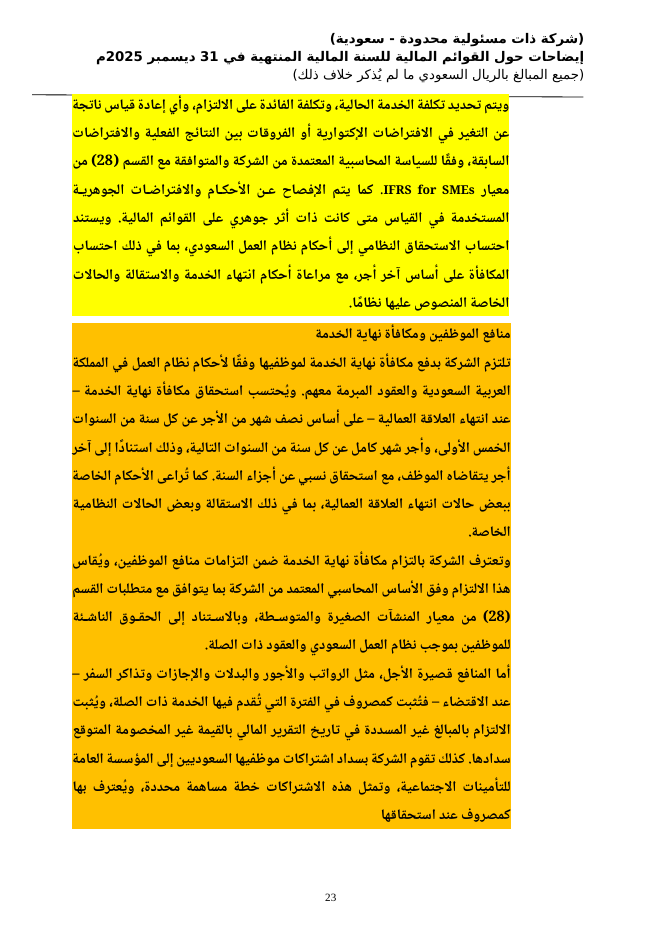 (شركة ذات مسئولية محدودة - سعودية)
إيضاحات حول القوائم المالية للسنة المالية المنتهية في 31 ديسمبر 2025م
(جميع المبالغ بالريال السعودي ما لم يُذكر خلاف ذلك)
ويتم تحديد تكلفة الخدمة الحالية، وتكلفة الفائدة على الالتزام، وأي إعادة قياس ناتجة
عن التغير في الافتراضات الإكتوارية أو الفروقات بين النتائج الفعلية والافتراضات
السابقة، وفقًا للسياسة المحاسبية المعتمدة من الشركة والمتوافقة مع القسم (28) من
معيار IFRS for SMEs. كما يتم الإفصاح عن الأحكام والافتراضات الجوهرية
المستخدمة في القياس متى كانت ذات أثر جوهري على القوائم المالية. ويستند
احتساب الاستحقاق النظامي إلى أحكام نظام العمل السعودي، بما في ذلك احتساب
المكافأة على أساس آخر أجر، مع مراعاة أحكام انتهاء الخدمة والاستقالة والحالات
الخاصة المنصوص عليها نظامًا.
منافع الموظفين ومكافأة نهاية الخدمة
تلتزم الشركة بدفع مكافأة نهاية الخدمة لموظفيها وفقًا لأحكام نظام العمل في المملكة
العربية السعودية والعقود المبرمة معهم. ويُحتسب استحقاق مكافأة نهاية الخدمة –
عند انتهاء العلاقة العمالية – على أساس نصف شهر من الأجر عن كل سنة من السنوات
الخمس الأولى، وأجر شهر كامل عن كل سنة من السنوات التالية، وذلك استنادًا إلى آخر
أجر يتقاضاه الموظف، مع استحقاق نسبي عن أجزاء السنة. كما تُراعى الأحكام الخاصة
ببعض حالات انتهاء العلاقة العمالية، بما في ذلك الاستقالة وبعض الحالات النظامية
الخاصة.
وتعترف الشركة بالتزام مكافأة نهاية الخدمة ضمن التزامات منافع الموظفين، ويُقاس
هذا الالتزام وفق الأساس المحاسبي المعتمد من الشركة بما يتوافق مع متطلبات القسم
(28) من معيار المنشآت الصغيرة والمتوسطة، وبالاستناد إلى الحقوق الناشئة
للموظفين بموجب نظام العمل السعودي والعقود ذات الصلة.
أما المنافع قصيرة الأجل، مثل الرواتب والأجور والبدلات والإجازات وتذاكر السفر –
عند الاقتضاء – فتُثبت كمصروف في الفترة التي تُقدم فيها الخدمة ذات الصلة، ويُثبت
الالتزام بالمبالغ غير المسددة في تاريخ التقرير المالي بالقيمة غير المخصومة المتوقع
سدادها. كذلك تقوم الشركة بسداد اشتراكات موظفيها السعوديين إلى المؤسسة العامة
للتأمينات الاجتماعية، وتمثل هذه الاشتراكات خطة مساهمة محددة، ويُعترف بها
كمصروف عند استحقاقها
23